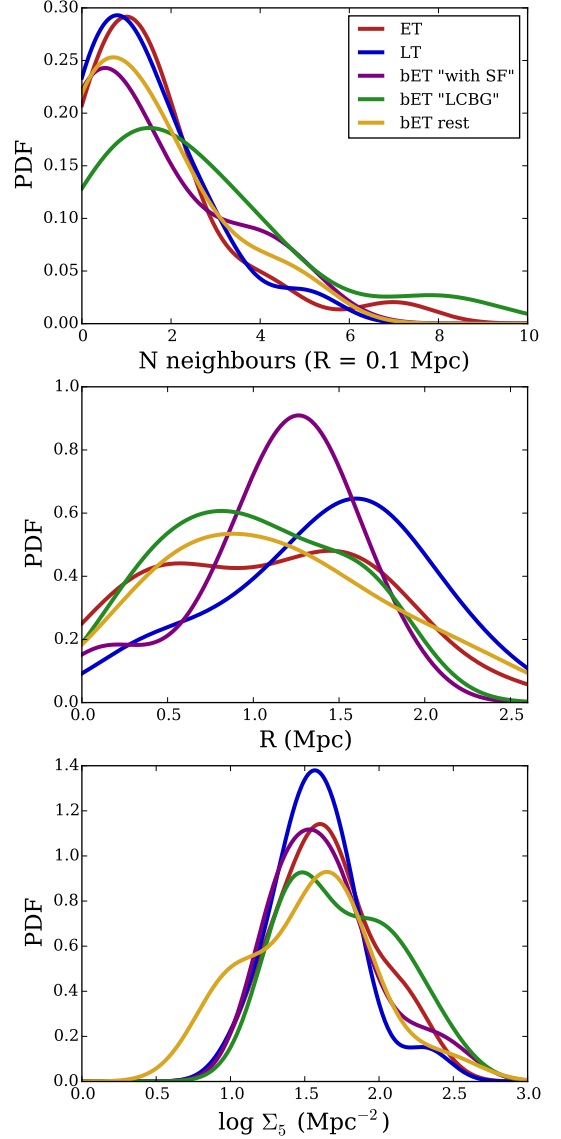 0.30
0.25
0.20
0.15
0.10
0.05
0.00
PDF
ET
LT
bET "with SF"
bET "LCBG"
bET rest
0 2 4 6 8 10
N neighbours (R = 0.1 Mpc)
1.0
0.8
0.6
0.4
0.2
0.0
PDF
0.0 0.5 1.0 1.5 2.0 2.5
R (Mpc)
1.4
1.2
1.0
0.8
0.6
0.4
0.2
0.0
PDF
0.0 0.5 1.0 1.5 2.0 2.5 3.0
log Σ₅ (Mpc⁻²)